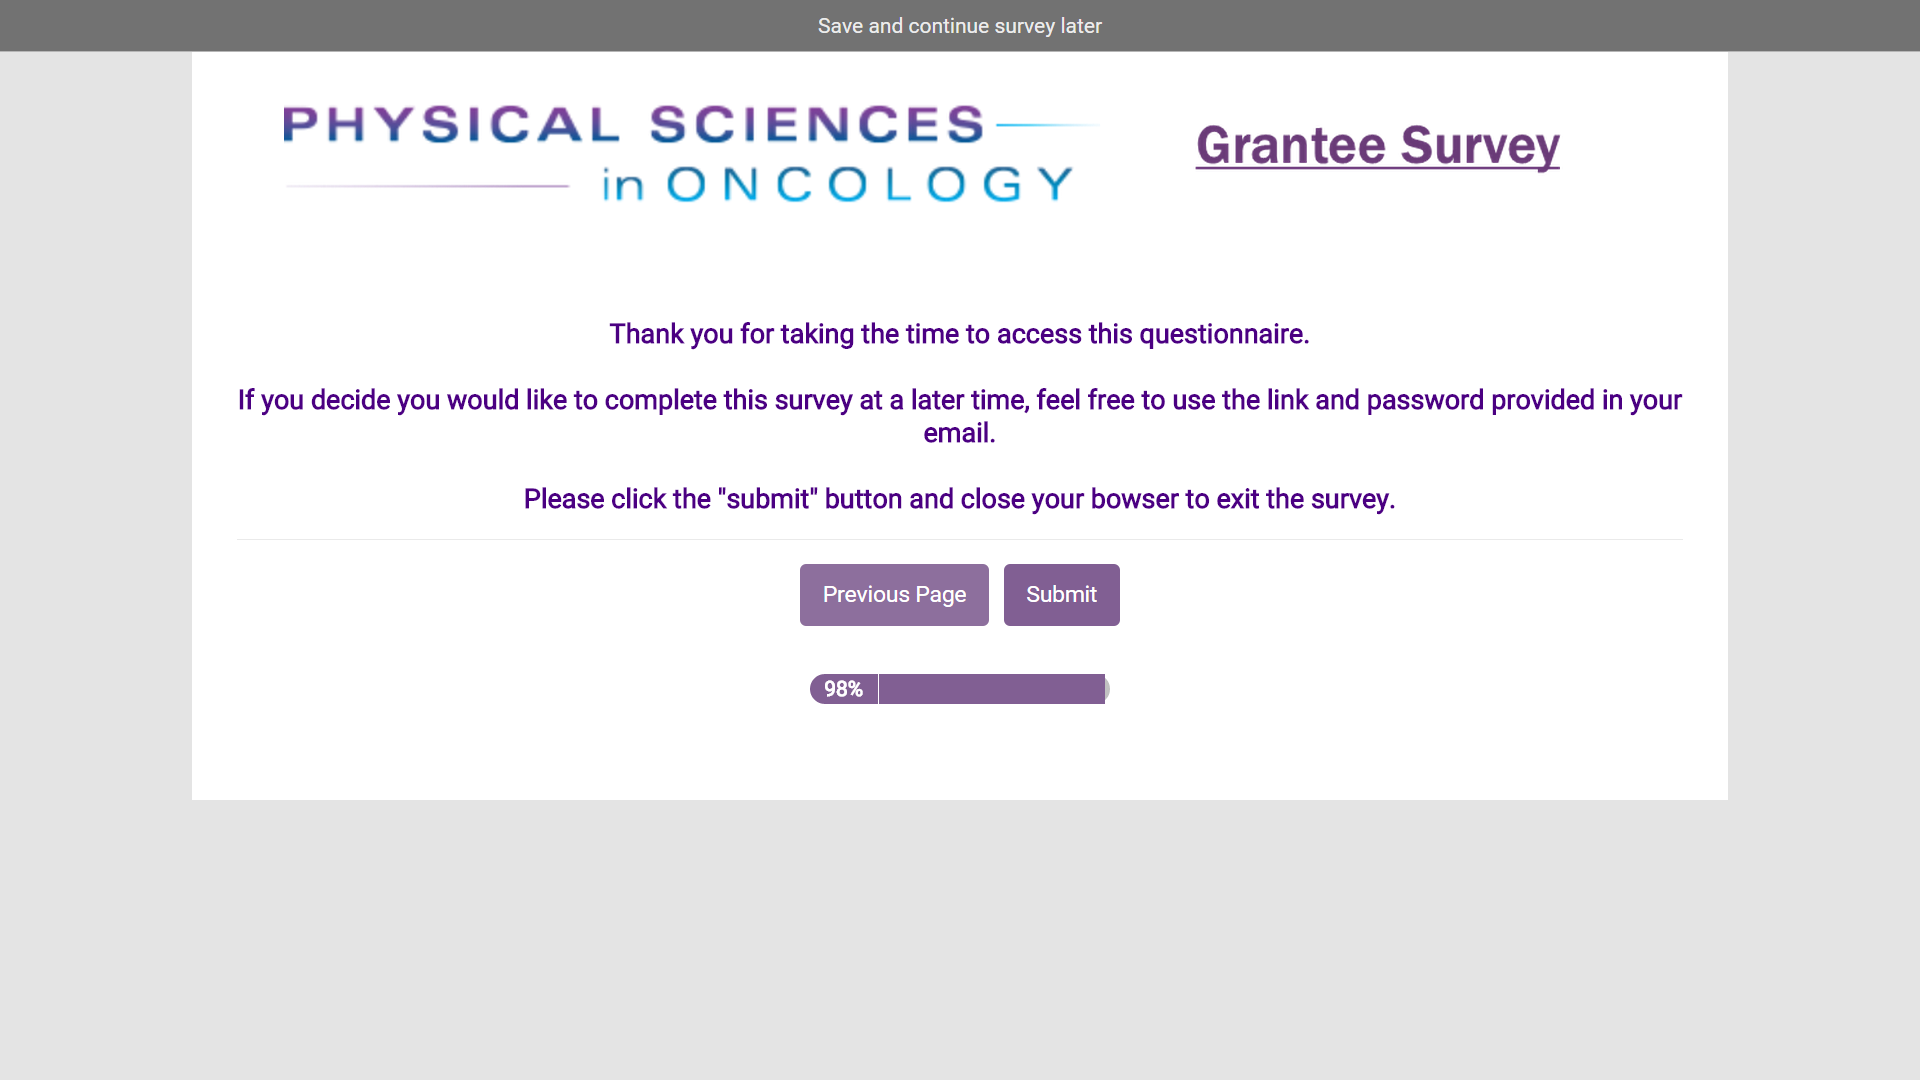 Save and continue survey later
PHYSICAL SCIENCES
in ONCOLOGY
Grantee Survey
Thank you for taking the time to access this questionnaire.
If you decide you would like to complete this survey at a later time, feel free to use the link and password provided in your
email.
Please click the "submit" button and close your bowser to exit the survey.
Previous Page
Submit
98%